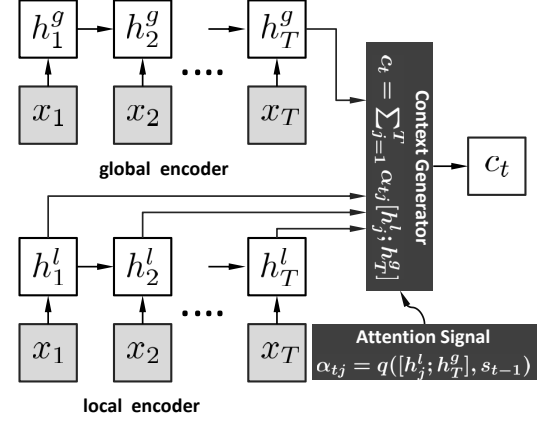 h_1^g h_2^g h_T^g
....
x_1 x_2 x_T
global encoder
c_t = \sum_{j=1}^{T} \alpha_{tj}[h_j^l; h_T^g]
Context Generator
c_t
h_1^l h_2^l h_T^l
....
x_1 x_2 x_T
local encoder
Attention Signal
\alpha_{tj} = q([h_j^l; h_T^g], s_{t-1})